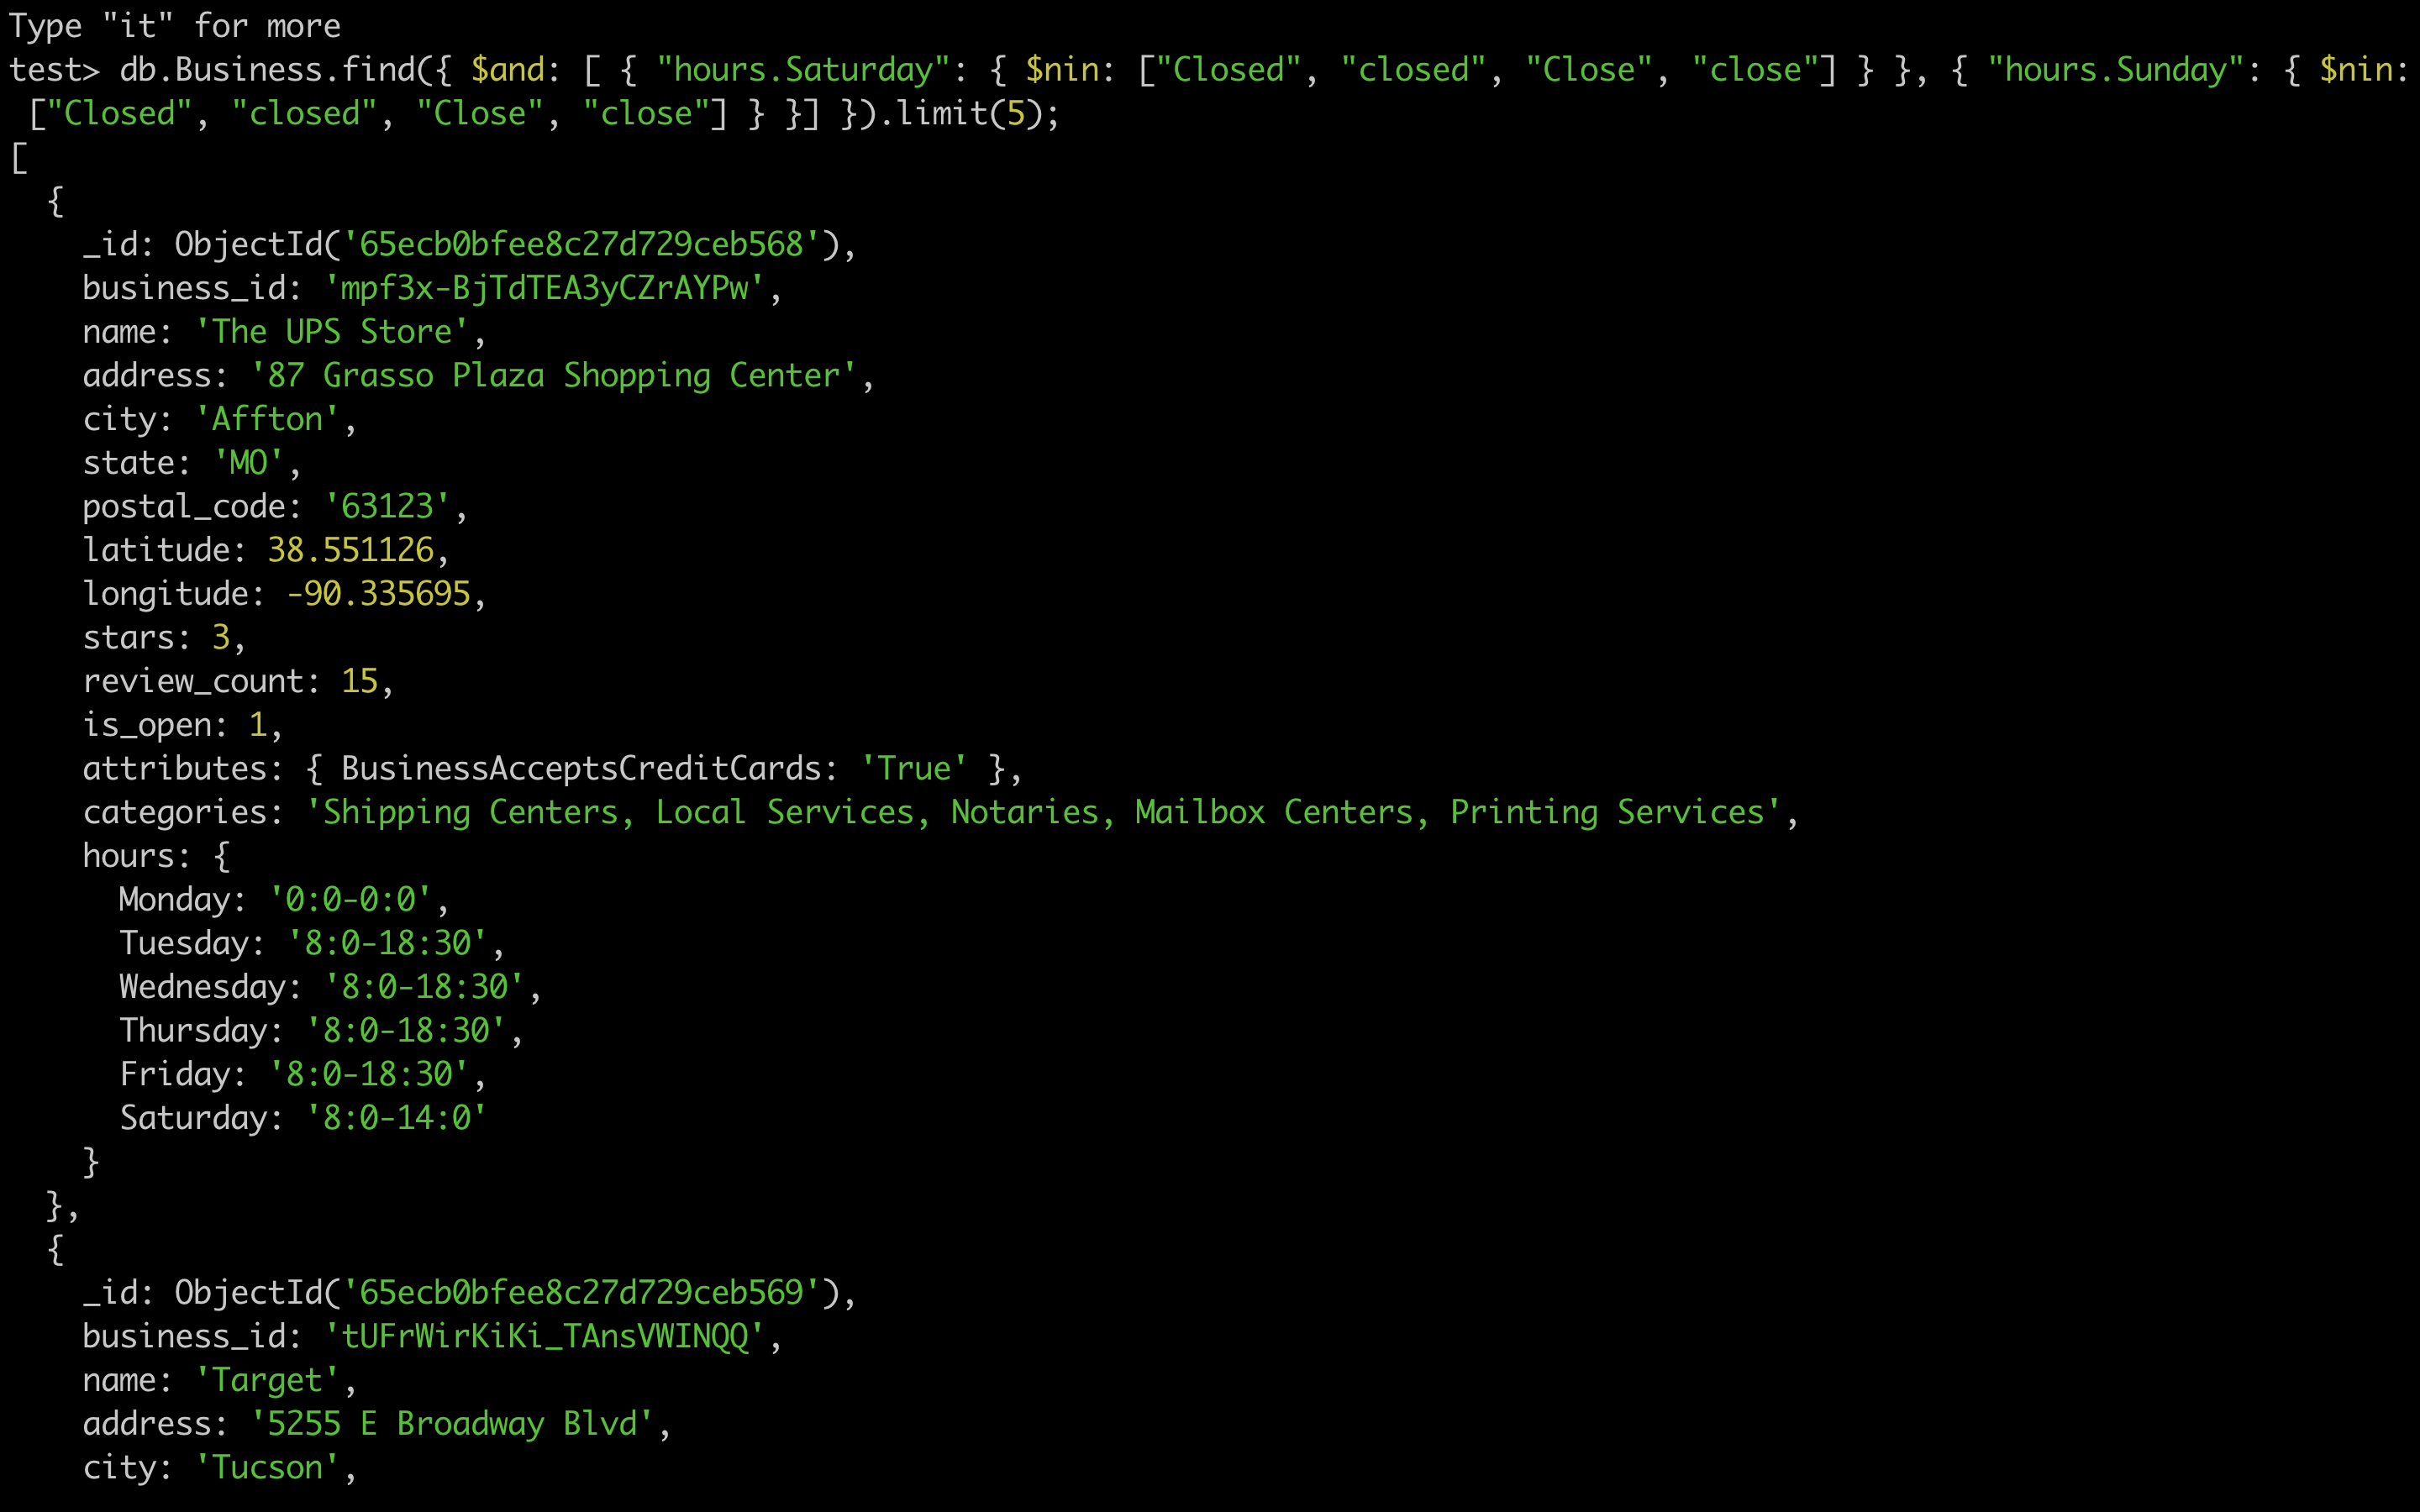 Type "it" for more
test> db.Business.find({ $and: [ { "hours.Saturday": { $nin: ["Closed", "closed", "Close", "close"] } }, { "hours.Sunday": { $nin:
["Closed", "closed", "Close", "close"] } }] }).limit(5);
[
  {
    _id: ObjectId('65ecb0bfee8c27d729ceb568'),
    business_id: 'mpf3x-BjTdTEA3yCZrAYPw',
    name: 'The UPS Store',
    address: '87 Grasso Plaza Shopping Center',
    city: 'Affton',
    state: 'MO',
    postal_code: '63123',
    latitude: 38.551126,
    longitude: -90.335695,
    stars: 3,
    review_count: 15,
    is_open: 1,
    attributes: { BusinessAcceptsCreditCards: 'True' },
    categories: 'Shipping Centers, Local Services, Notaries, Mailbox Centers, Printing Services',
    hours: {
      Monday: '0:0-0:0',
      Tuesday: '8:0-18:30',
      Wednesday: '8:0-18:30',
      Thursday: '8:0-18:30',
      Friday: '8:0-18:30',
      Saturday: '8:0-14:0'
    }
  },
  {
    _id: ObjectId('65ecb0bfee8c27d729ceb569'),
    business_id: 'tUFrWirKiKi_TAnsVWINQQ',
    name: 'Target',
    address: '5255 E Broadway Blvd',
    city: 'Tucson',